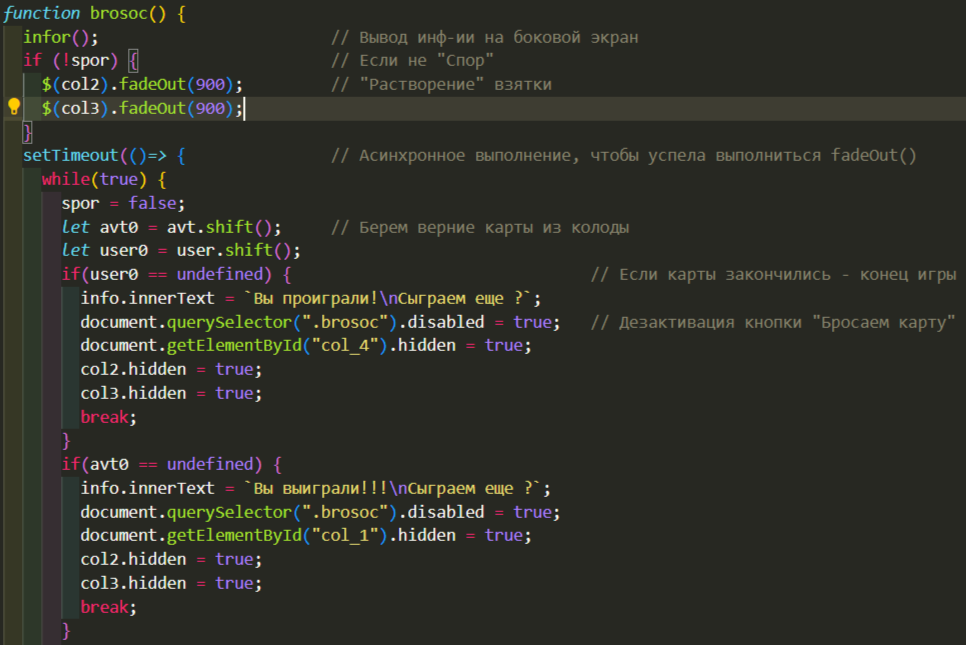 function brosoc() {
infor(); // Вывод инф-ии на боковой экран
if (!spor) { // Если не "Спор"
$(col2).fadeOut(900); // "Растворение" взятки
$(col3).fadeOut(900);
}
setTimeout(()=> { // Асинхронное выполнение, чтобы успела выполниться fadeOut()
while(true) {
spor = false;
let avt0 = avt.shift(); // Берем верние карты из колоды
let user0 = user.shift();
if(user0 == undefined) { // Если карты закончились - конец игры
info.innerText = `Вы проиграли!\nСыграем еще ?`;
document.querySelector(".brosoc").disabled = true; // Дезактивация кнопки "Бросаем карту"
document.getElementById("col_4").hidden = true;
col2.hidden = true;
col3.hidden = true;
break;
}
if(avt0 == undefined) {
info.innerText = `Вы выиграли!!!\nСыграем еще ?`;
document.querySelector(".brosoc").disabled = true;
document.getElementById("col_1").hidden = true;
col2.hidden = true;
col3.hidden = true;
break;
}